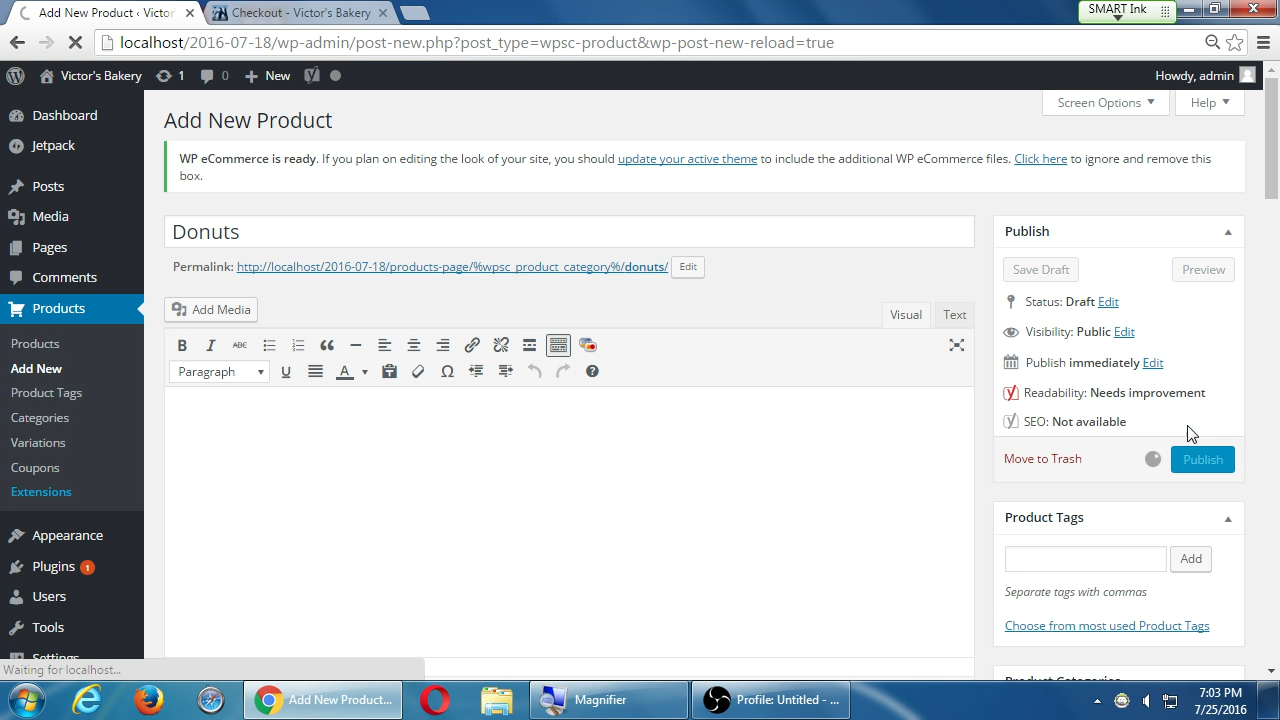 Add New Product ‹ Victor
Checkout - Victor's Bakery
SMART Ink
localhost/2016-07-18/wp-admin/post-new.php?post_type=wpsc-product&wp-post-new-reload=true
Victor's Bakery
1
0
New
Howdy, admin
Dashboard
Jetpack
Posts
Media
Pages
Comments
Products
Products
Add New
Product Tags
Categories
Variations
Coupons
Extensions
Appearance
Plugins 1
Users
Tools
Settings
Screen Options
Help
Add New Product
WP eCommerce is ready. If you plan on editing the look of your site, you should update your active theme to include the additional WP eCommerce files. Click here to ignore and remove this
box.
Donuts
Permalink: http://localhost/2016-07-18/products-page/%wpsc_product_category%/donuts/ Edit
Add Media
Visual
Text
B I ABC
Paragraph
U A Ω
Publish
Save Draft
Preview
Status: Draft Edit
Visibility: Public Edit
Publish immediately Edit
Readability: Needs improvement
SEO: Not available
Move to Trash
Publish
Product Tags
Add
Separate tags with commas
Choose from most used Product Tags
Product Categories
Waiting for localhost...
Add New Product...
Magnifier
Profile: Untitled - ...
7:03 PM
7/25/2016